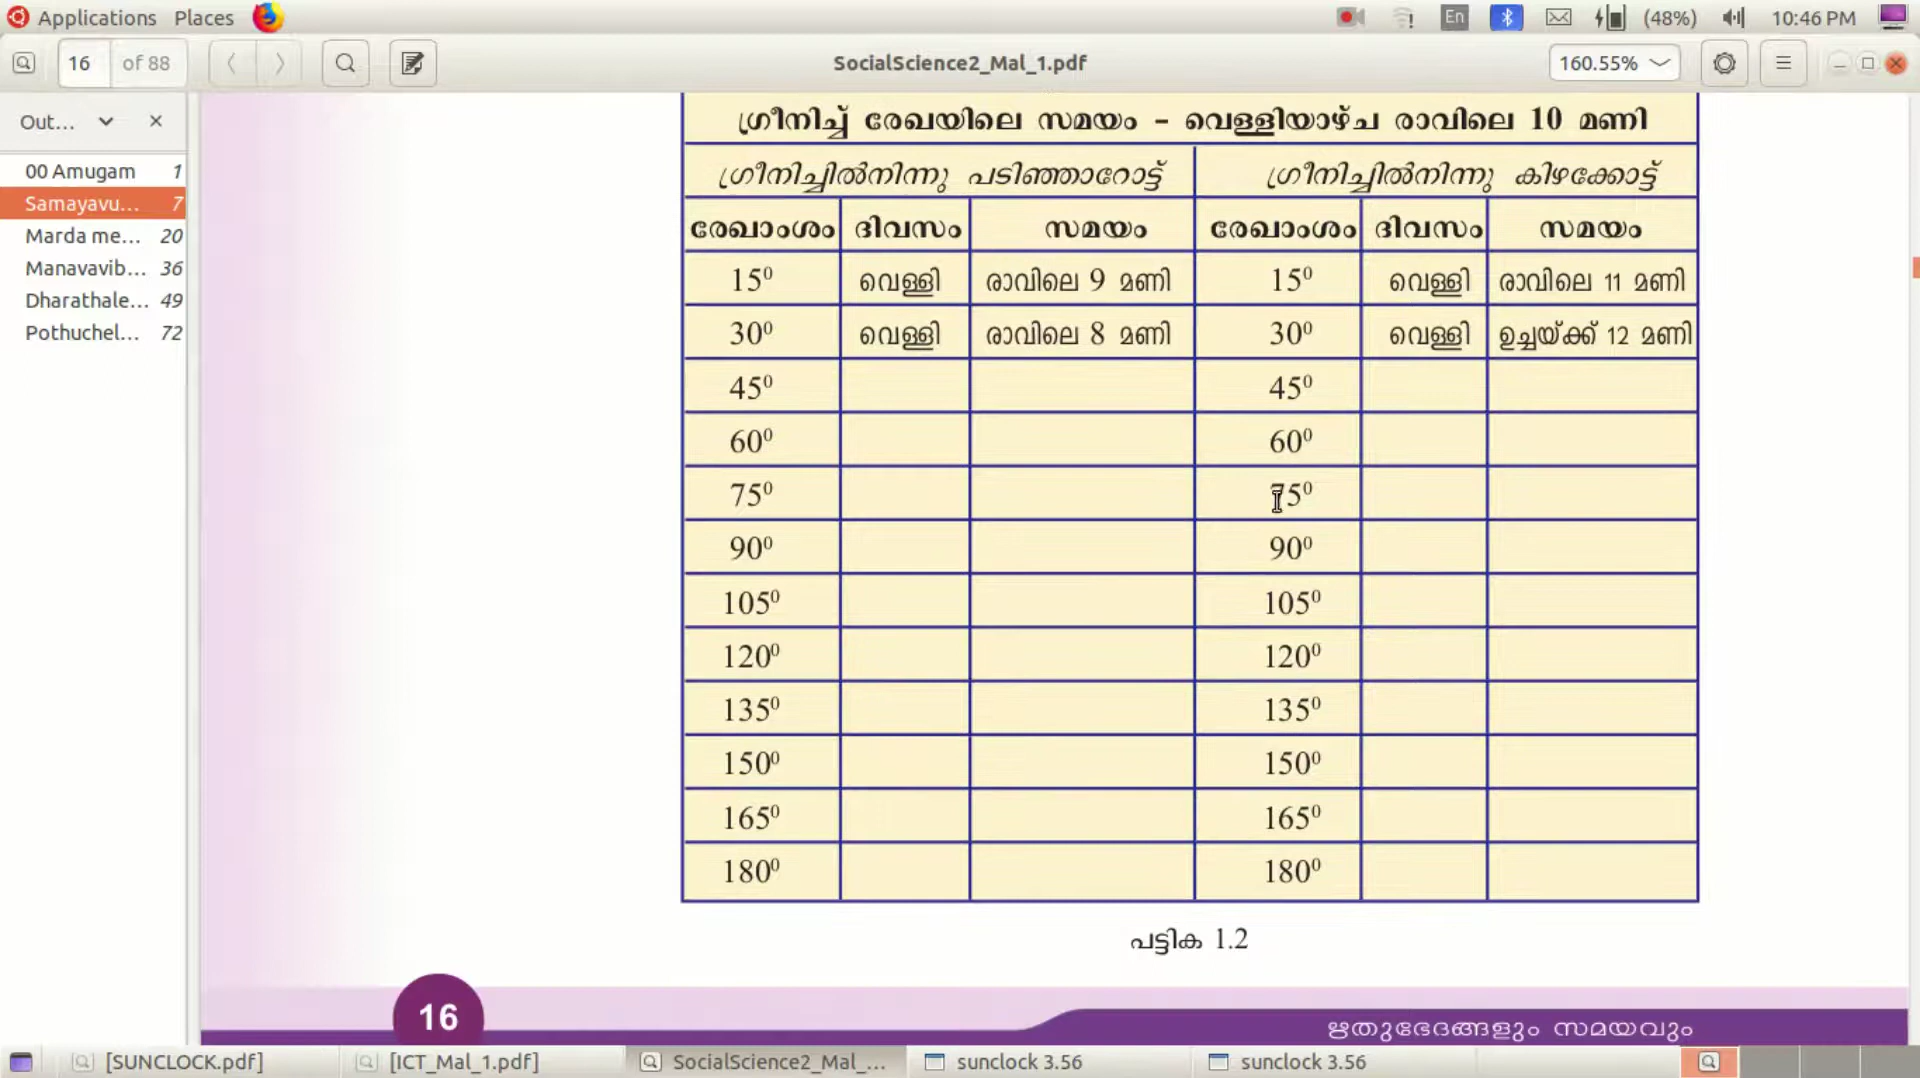 Applications Places En (48%) 10:46 PM
16 of 88 SocialScience2_Mal_1.pdf 160.55%
Out...
00 Amugam 1
Samayavu... 7
Marda me... 20
Manavavib... 36
Dharathale... 49
Pothuchel... 72
ഗ്രീനിച്ച് രേഖയിലെ സമയം - വെള്ളിയാഴ്ച രാവിലെ 10 മണി
ഗ്രീനിച്ചിൽനിന്നു പടിഞ്ഞാറോട്ട് ഗ്രീനിച്ചിൽനിന്നു കിഴക്കോട്ട്
രേഖാംശം ദിവസം സമയം രേഖാംശം ദിവസം സമയം
15⁰ വെള്ളി രാവിലെ 9 മണി 15⁰ വെള്ളി രാവിലെ 11 മണി
30⁰ വെള്ളി രാവിലെ 8 മണി 30⁰ വെള്ളി ഉച്ചയ്ക്ക് 12 മണി
45⁰ 45⁰
60⁰ 60⁰
75⁰ 75⁰
90⁰ 90⁰
105⁰ 105⁰
120⁰ 120⁰
135⁰ 135⁰
150⁰ 150⁰
165⁰ 165⁰
180⁰ 180⁰
പട്ടിക 1.2
16
ഋതുഭേദങ്ങളും സമയവും
[SUNCLOCK.pdf] [ICT_Mal_1.pdf] SocialScience2_Mal_... sunclock 3.56 sunclock 3.56